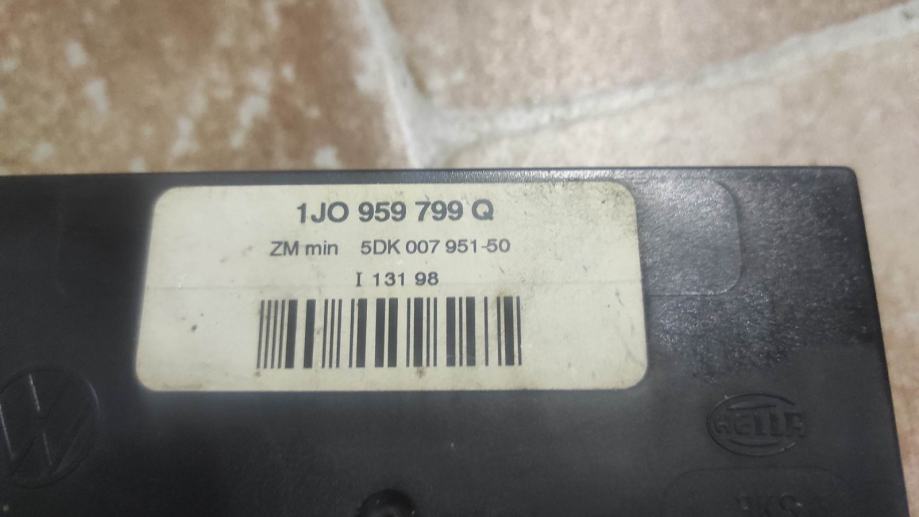 1JO 959 799 Q
ZM min 5DK 007 951-50
I 131 98
HELLA